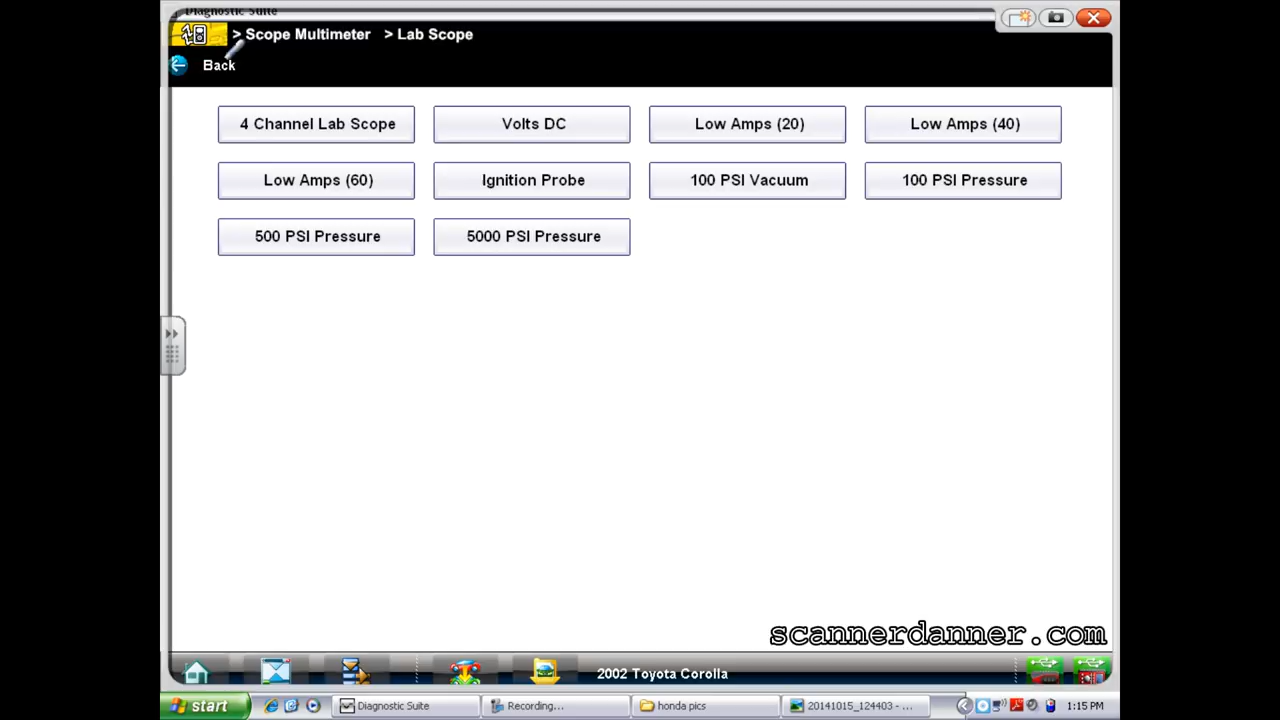 Diagnostic Suite
> Scope Multimeter > Lab Scope
Back
4 Channel Lab Scope Volts DC Low Amps (20) Low Amps (40)
Low Amps (60) Ignition Probe 100 PSI Vacuum 100 PSI Pressure
500 PSI Pressure 5000 PSI Pressure
scannerdanner.com
2002 Toyota Corolla
start Diagnostic Suite Recording... honda pics 20141015_124403 - ... 1:15 PM